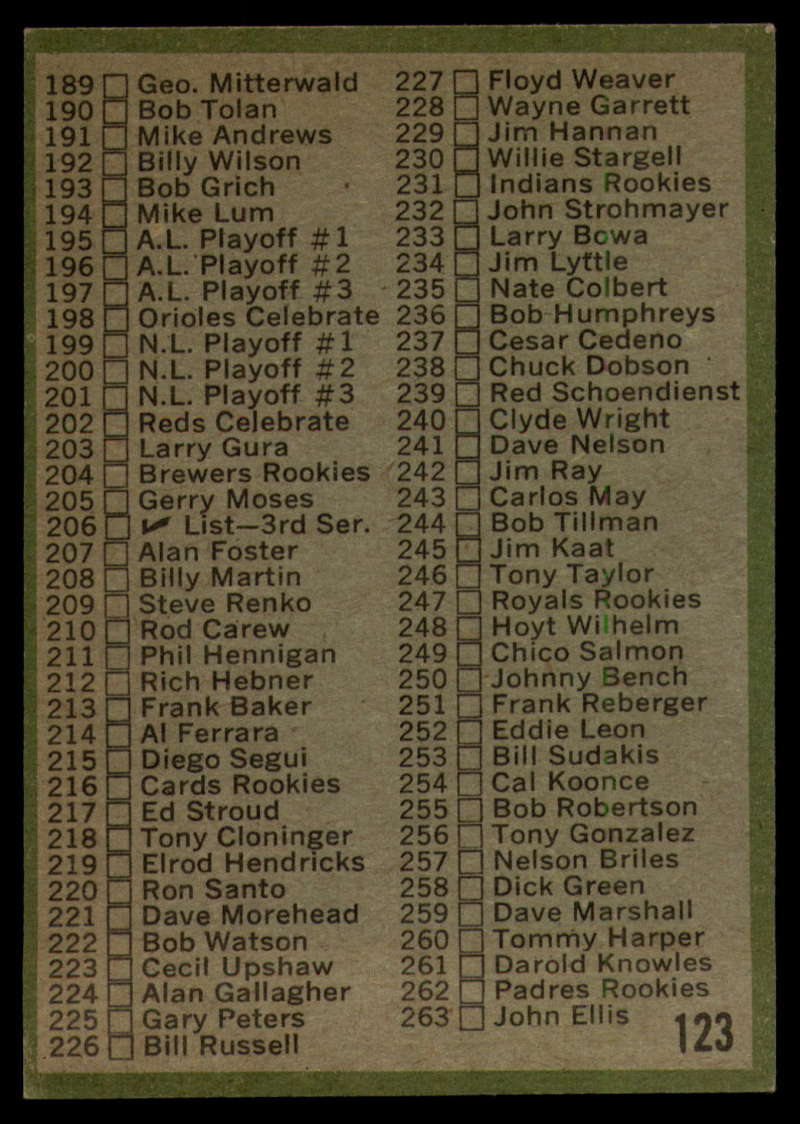 189 Geo. Mitterwald
190 Bob Tolan
191 Mike Andrews
192 Billy Wilson
193 Bob Grich
194 Mike Lum
195 A.L. Playoff #1
196 A.L. Playoff #2
197 A.L. Playoff #3
198 Orioles Celebrate
199 N.L. Playoff #1
200 N.L. Playoff #2
201 N.L. Playoff #3
202 Reds Celebrate
203 Larry Gura
204 Brewers Rookies
205 Gerry Moses
206 ✔ List—3rd Ser.
207 Alan Foster
208 Billy Martin
209 Steve Renko
210 Rod Carew
211 Phil Hennigan
212 Rich Hebner
213 Frank Baker
214 Al Ferrara
215 Diego Segui
216 Cards Rookies
217 Ed Stroud
218 Tony Cloninger
219 Elrod Hendricks
220 Ron Santo
221 Dave Morehead
222 Bob Watson
223 Cecil Upshaw
224 Alan Gallagher
225 Gary Peters
226 Bill Russell
227 Floyd Weaver
228 Wayne Garrett
229 Jim Hannan
230 Willie Stargell
231 Indians Rookies
232 John Strohmayer
233 Larry Bowa
234 Jim Lyttle
235 Nate Colbert
236 Bob Humphreys
237 Cesar Cedeno
238 Chuck Dobson
239 Red Schoendienst
240 Clyde Wright
241 Dave Nelson
242 Jim Ray
243 Carlos May
244 Bob Tillman
245 Jim Kaat
246 Tony Taylor
247 Royals Rookies
248 Hoyt Wilhelm
249 Chico Salmon
250 Johnny Bench
251 Frank Reberger
252 Eddie Leon
253 Bill Sudakis
254 Cal Koonce
255 Bob Robertson
256 Tony Gonzalez
257 Nelson Briles
258 Dick Green
259 Dave Marshall
260 Tommy Harper
261 Darold Knowles
262 Padres Rookies
263 John Ellis
123